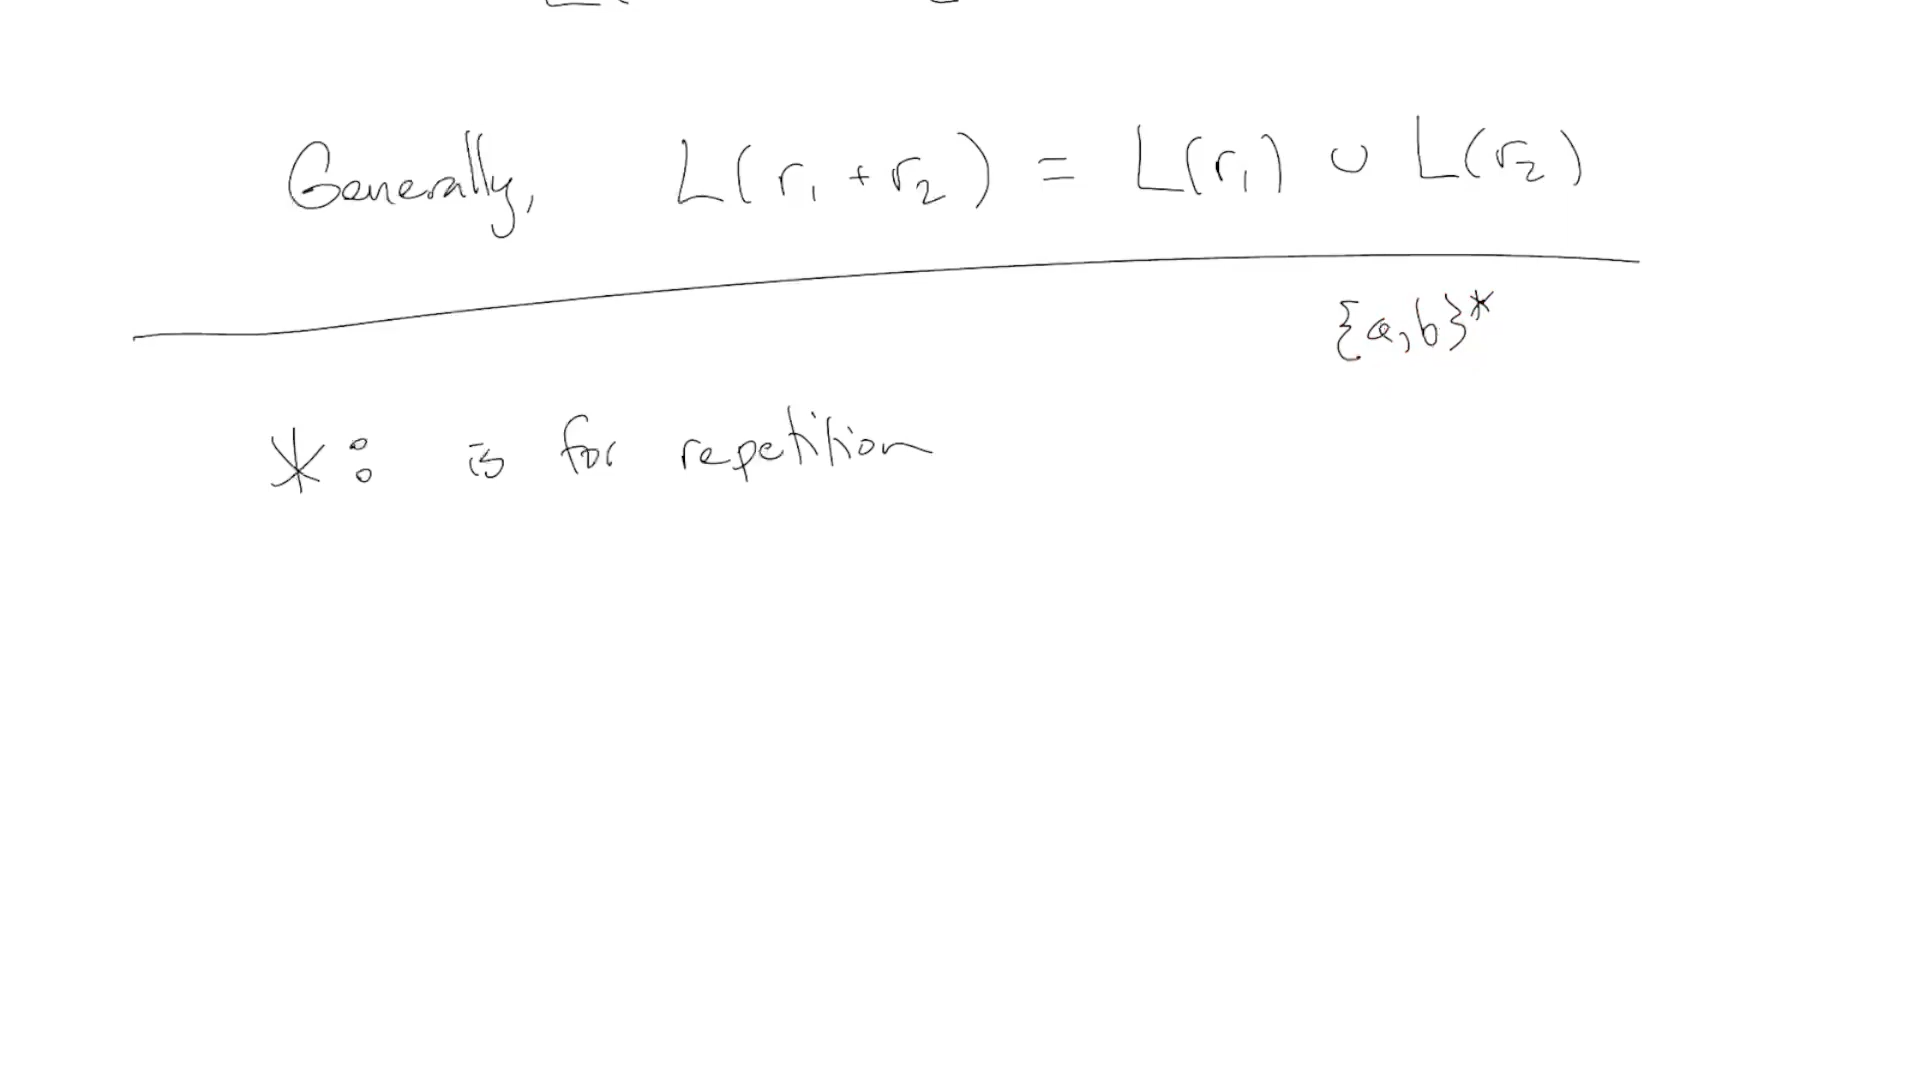 Generally, L(r₁ + r₂) = L(r₁) ∪ L(r₂)
{a,b}*
*: is for repetition